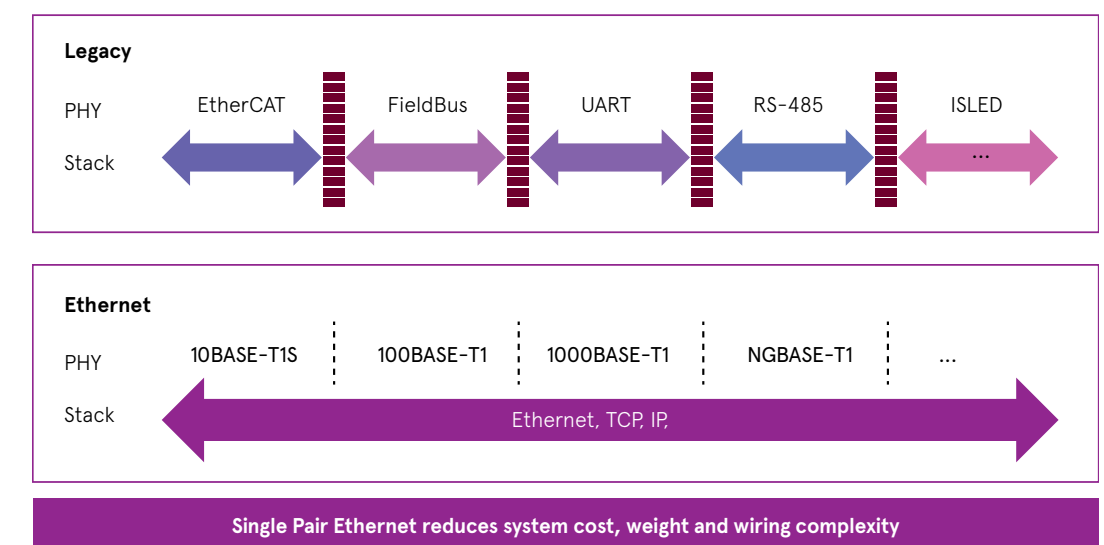 Legacy
PHY EtherCAT FieldBus UART RS-485 ISLED
Stack ...
Ethernet
PHY 10BASE-T1S 100BASE-T1 1000BASE-T1 NGBASE-T1 ...
Stack Ethernet, TCP, IP,
Single Pair Ethernet reduces system cost, weight and wiring complexity